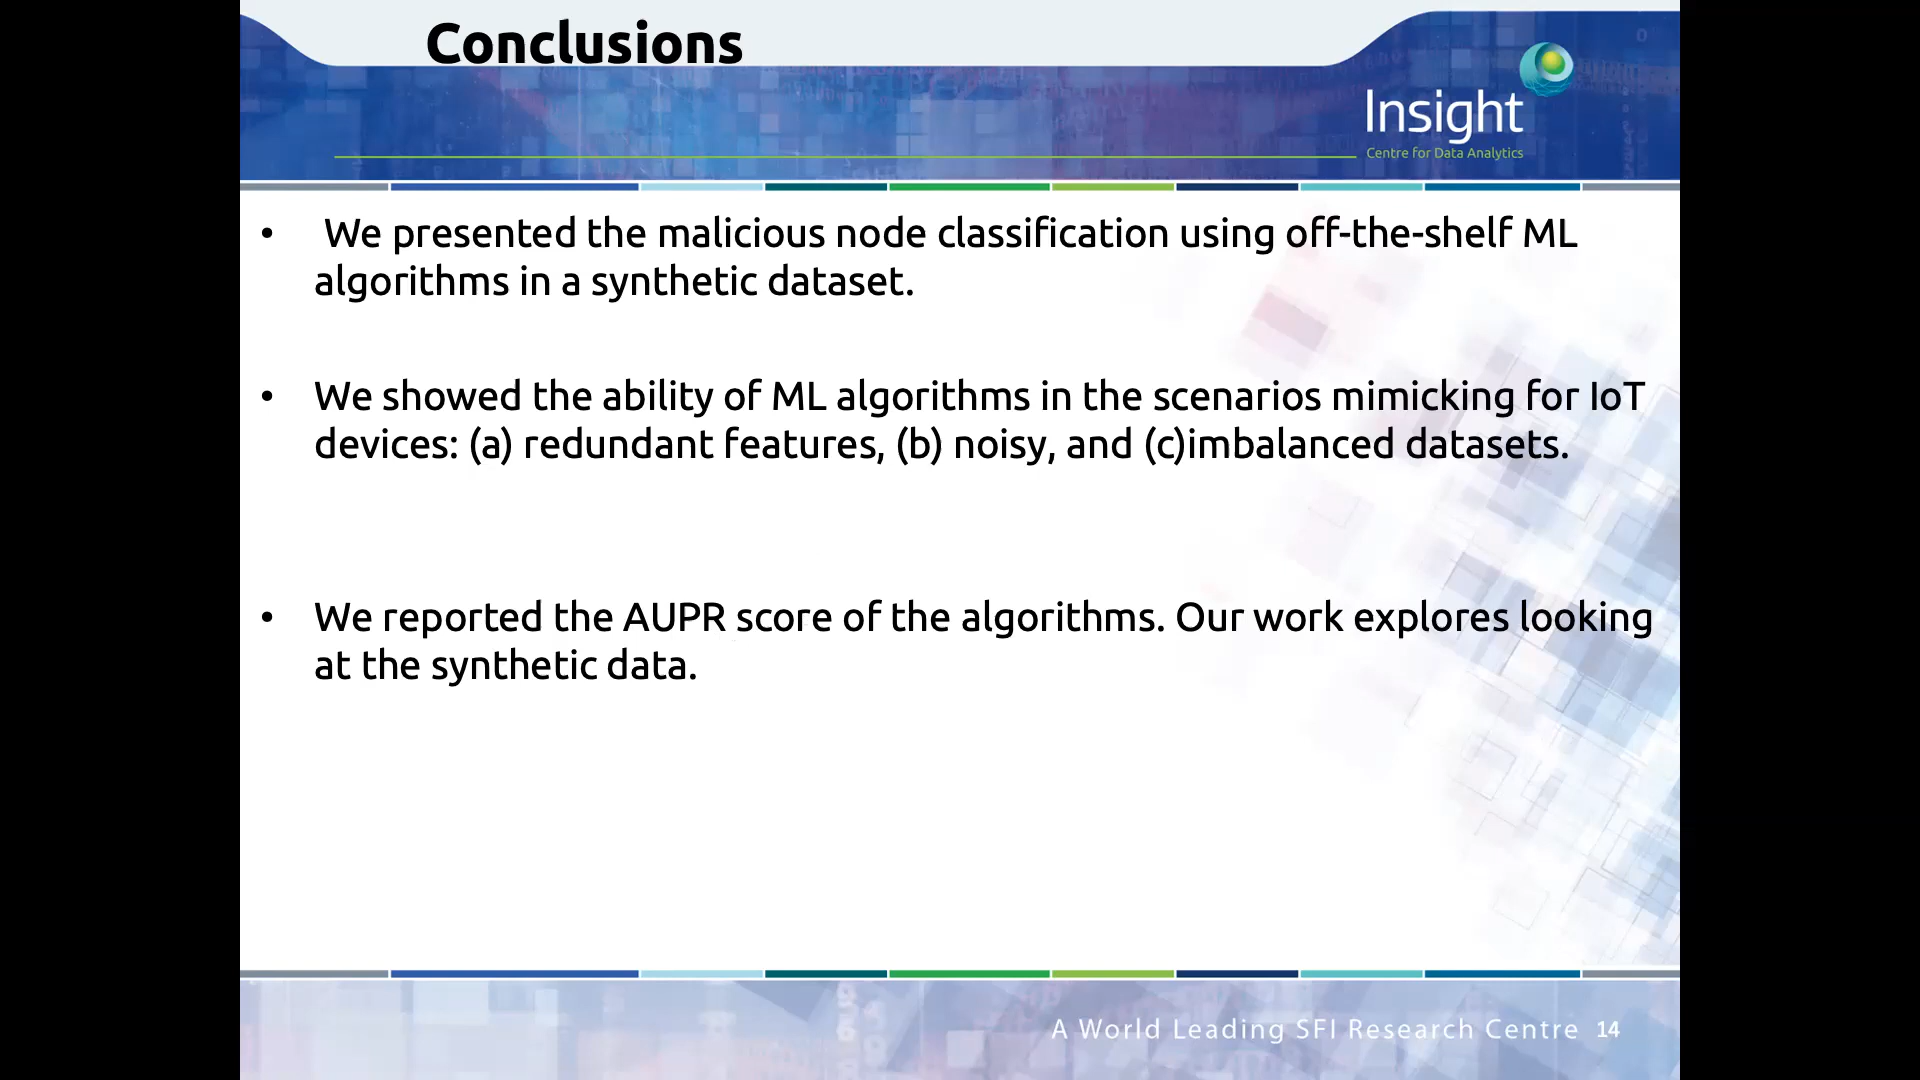 Conclusions
Insight
Centre for Data Analytics
• We presented the malicious node classification using off-the-shelf ML
algorithms in a synthetic dataset.
• We showed the ability of ML algorithms in the scenarios mimicking for IoT
devices: (a) redundant features, (b) noisy, and (c)imbalanced datasets.
• We reported the AUPR score of the algorithms. Our work explores looking
at the synthetic data.
A World Leading SFI Research Centre 14